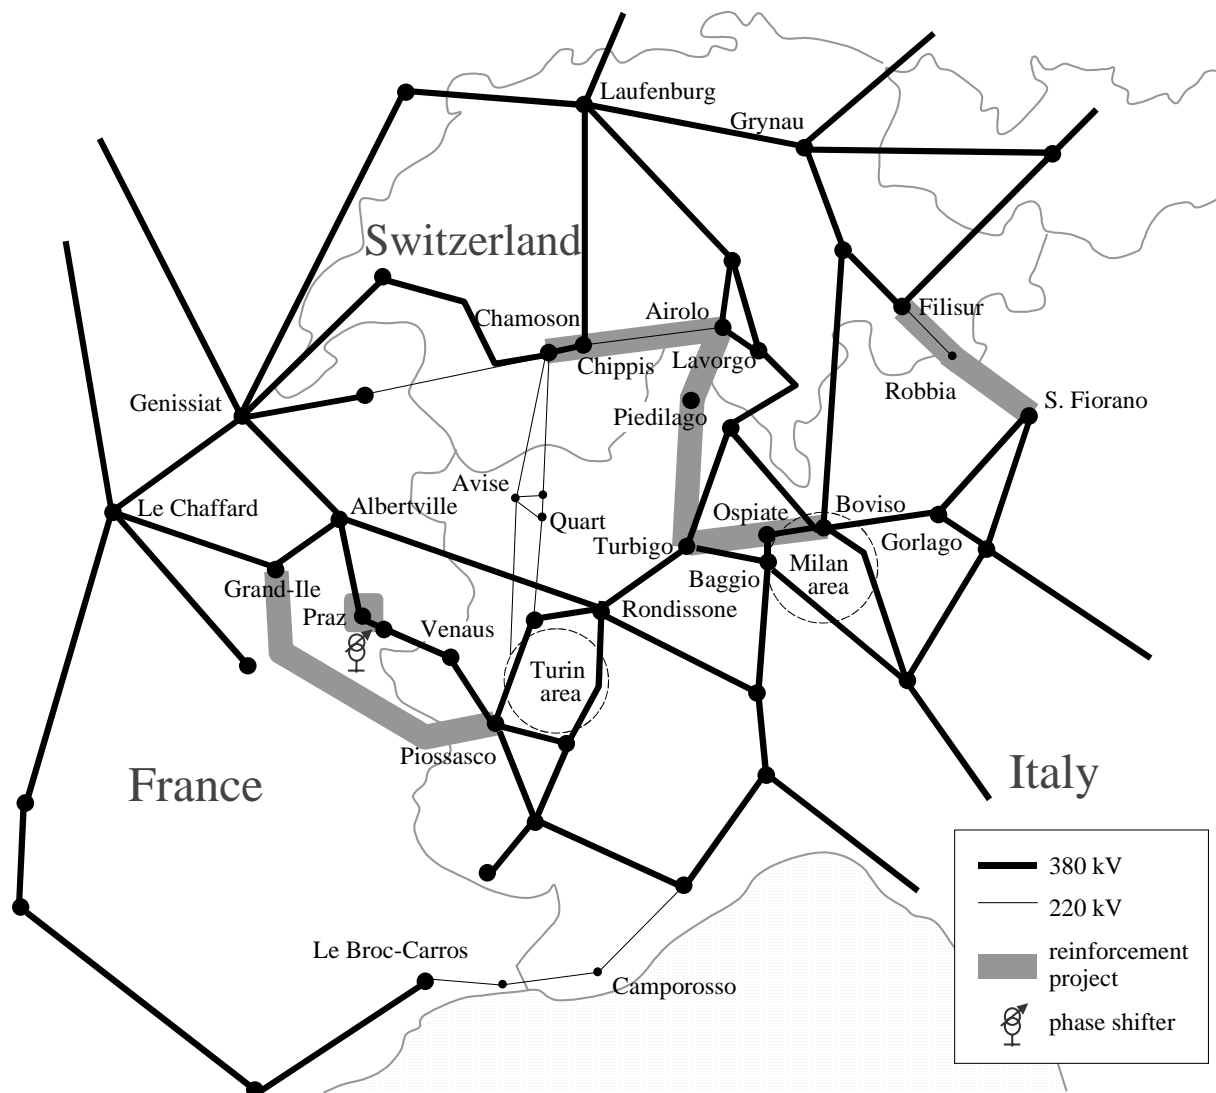 Laufenburg
Grynau
Switzerland
Chamoson
Airolo
Filisur
Chippis
Lavorgo
Robbia
Genissiat
Piedilago
S. Fiorano
Avise
Le Chaffard
Albertville
Quart
Ospiate
Boviso
Turbigo
Gorlago
Baggio
Milan
area
Grand-Ile
Praz
Venaus
Rondissone
Turin
area
Piossasco
France
Italy
380 kV
220 kV
reinforcement
project
phase shifter
Le Broc-Carros
Camporosso